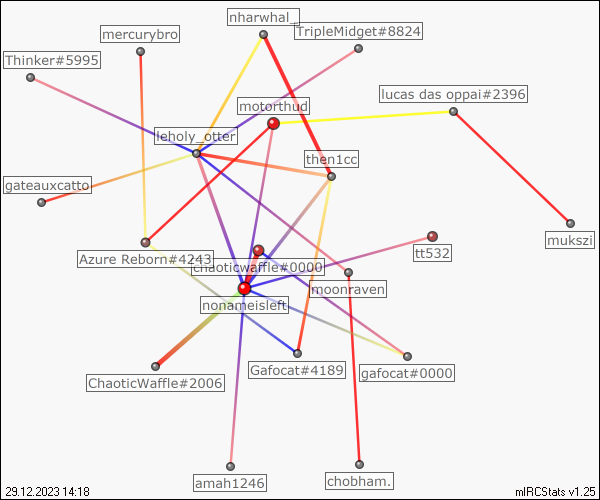 nharwhal_
TripleMidget#8824
mercurybro
Thinker#5995
lucas das oppai#2396
motorthud
leholy_otter
then1cc
gateauxcatto
mukszi
tt532
Azure Reborn#4243
chaoticwaffle#0000
moonraven
nonameisleft
Gafocat#4189
gafocat#0000
ChaoticWaffle#2006
amah1246
chobham.
29.12.2023 14:18
mIRCStats v1.25